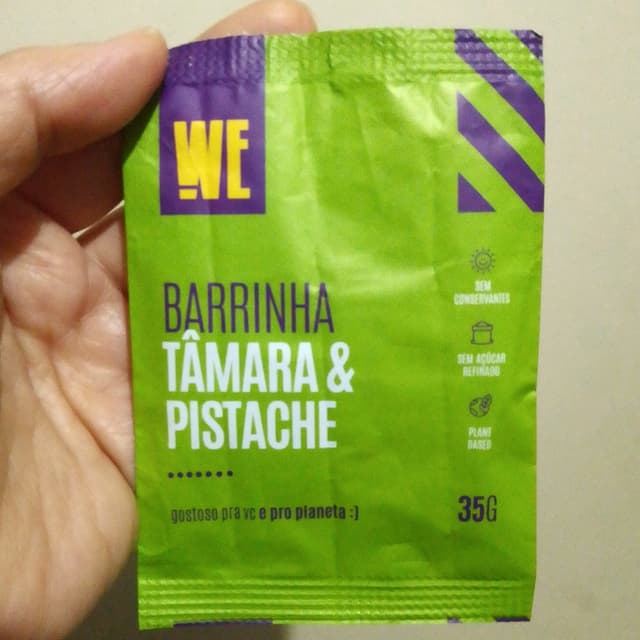 WE
BARRINHA
TÂMARA &
PISTACHE
gostoso pra vc e pro planeta :)
SEM
CONSERVANTES
SEM AÇÚCAR
REFINADO
PLANT
BASED
35G